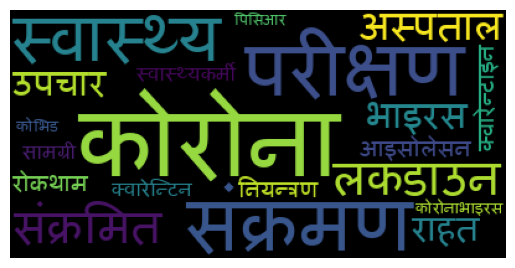 स्वास्थ्य
पिसिआर
अस्पताल
उपचार
स्वास्थ्यकर्मी
परीक्षण
क्वारेन्टाइन
कोरोना
भाइरस
कोभिड
सामग्री
आइसोलेसन
रोकथाम
क्वारेन्टिन
नियन्त्रण
लकडाउन
संक्रमित
संक्रमण
कोरोनाभाइरस
राहत